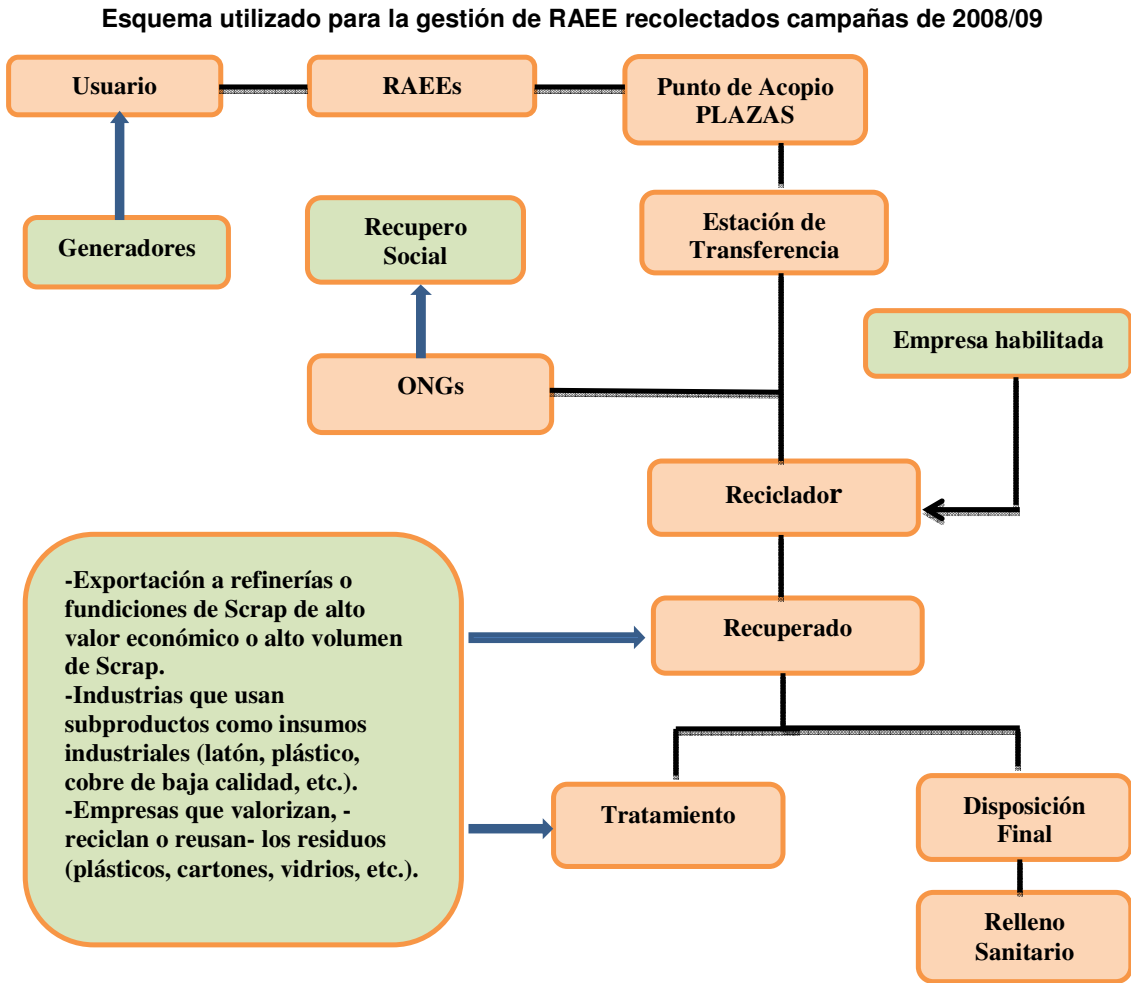 Esquema utilizado para la gestión de RAEE recolectados campañas de 2008/09
Usuario
RAEEs
Punto de Acopio
PLAZAS
Generadores
Recupero
Social
Estación de
Transferencia
Empresa habilitada
ONGs
Reciclador
-Exportación a refinerías o
fundiciones de Scrap de alto
valor económico o alto volumen
de Scrap.
-Industrias que usan
subproductos como insumos
industriales (latón, plástico,
cobre de baja calidad, etc.).
-Empresas que valorizan, -
reciclan o reusan- los residuos
(plásticos, cartones, vidrios, etc.).
Recuperado
Tratamiento
Disposición
Final
Relleno
Sanitario